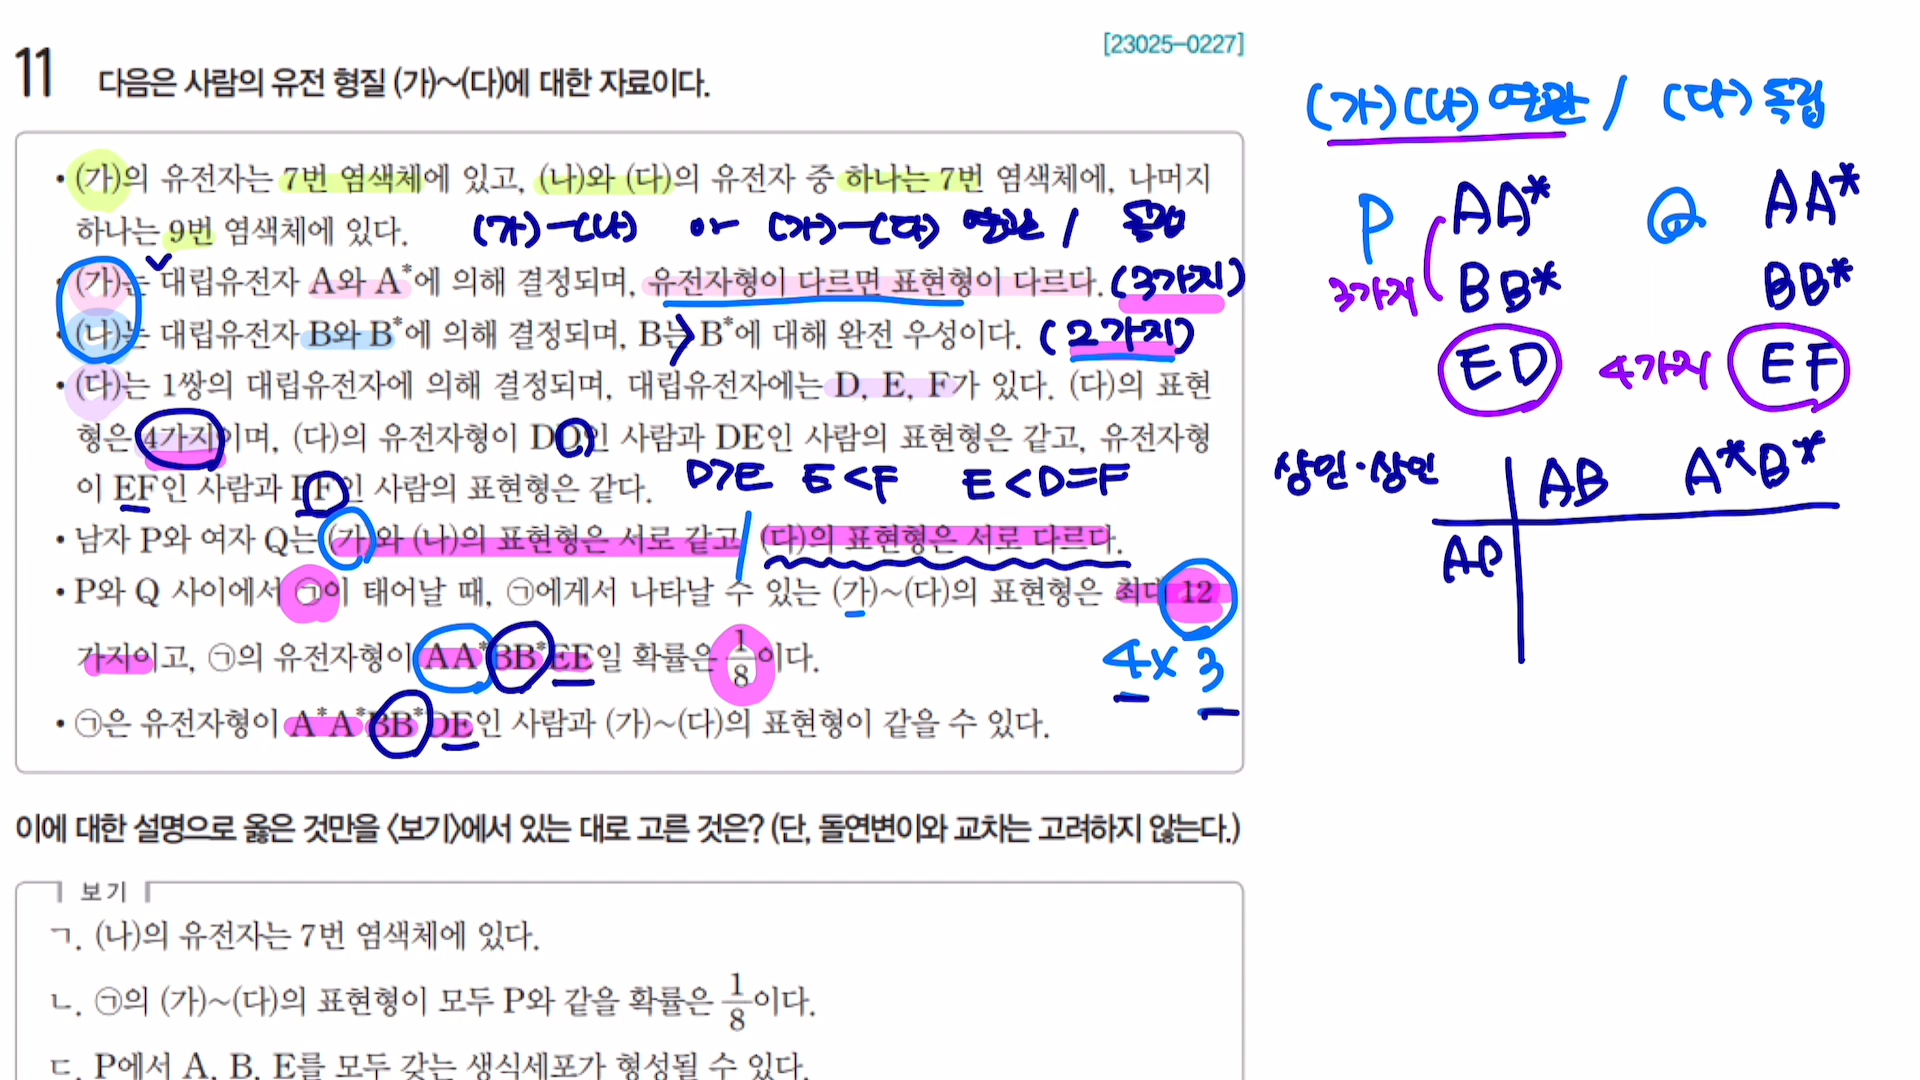 [23025-0227]
11 다음은 사람의 유전 형질 (가)~(다)에 대한 자료이다.
• (가)의 유전자는 7번 염색체에 있고, (나)와 (다)의 유전자 중 하나는 7번 염색체에, 나머지
하나는 9번 염색체에 있다. (가)-(나) or (가)-(다) 연관 / 독립
• (가)는 대립유전자 A와 A*에 의해 결정되며, 유전자형이 다르면 표현형이 다르다. (3가지)
• (나)는 대립유전자 B와 B*에 의해 결정되며, B는 > B*에 대해 완전 우성이다. (2가지)
• (다)는 1쌍의 대립유전자에 의해 결정되며, 대립유전자에는 D, E, F가 있다. (다)의 표현
형은 4가지이며, (다)의 유전자형이 DD인 사람과 DE인 사람의 표현형은 같고, 유전자형
이 EF인 사람과 FF인 사람의 표현형은 같다. D>E E<F E<D=F
• 남자 P와 여자 Q는 (가)와 (나)의 표현형은 서로 같고, (다)의 표현형은 서로 다르다.
• P와 Q 사이에서 ㉠이 태어날 때, ㉠에게서 나타날 수 있는 (가)~(다)의 표현형은 최대 12
가지이고, ㉠의 유전자형이 AA*BB*EE일 확률은 1/8이다. 4 x 3
• ㉠은 유전자형이 A*A*BB*DE인 사람과 (가)~(다)의 표현형이 같을 수 있다.
이에 대한 설명으로 옳은 것만을 <보기>에서 있는 대로 고른 것은? (단, 돌연변이와 교차는 고려하지 않는다.)
보기
ㄱ. (나)의 유전자는 7번 염색체에 있다.
ㄴ. ㉠의 (가)~(다)의 표현형이 모두 P와 같을 확률은 1/8이다.
ㄷ. P에서 A, B, E를 모두 갖는 생식세포가 형성될 수 있다.
(가)(나) 연관 / (다) 독립
P AA* Q AA*
3가지 BB* BB*
ED 4가지 EF
상인·상인 AB A*B*